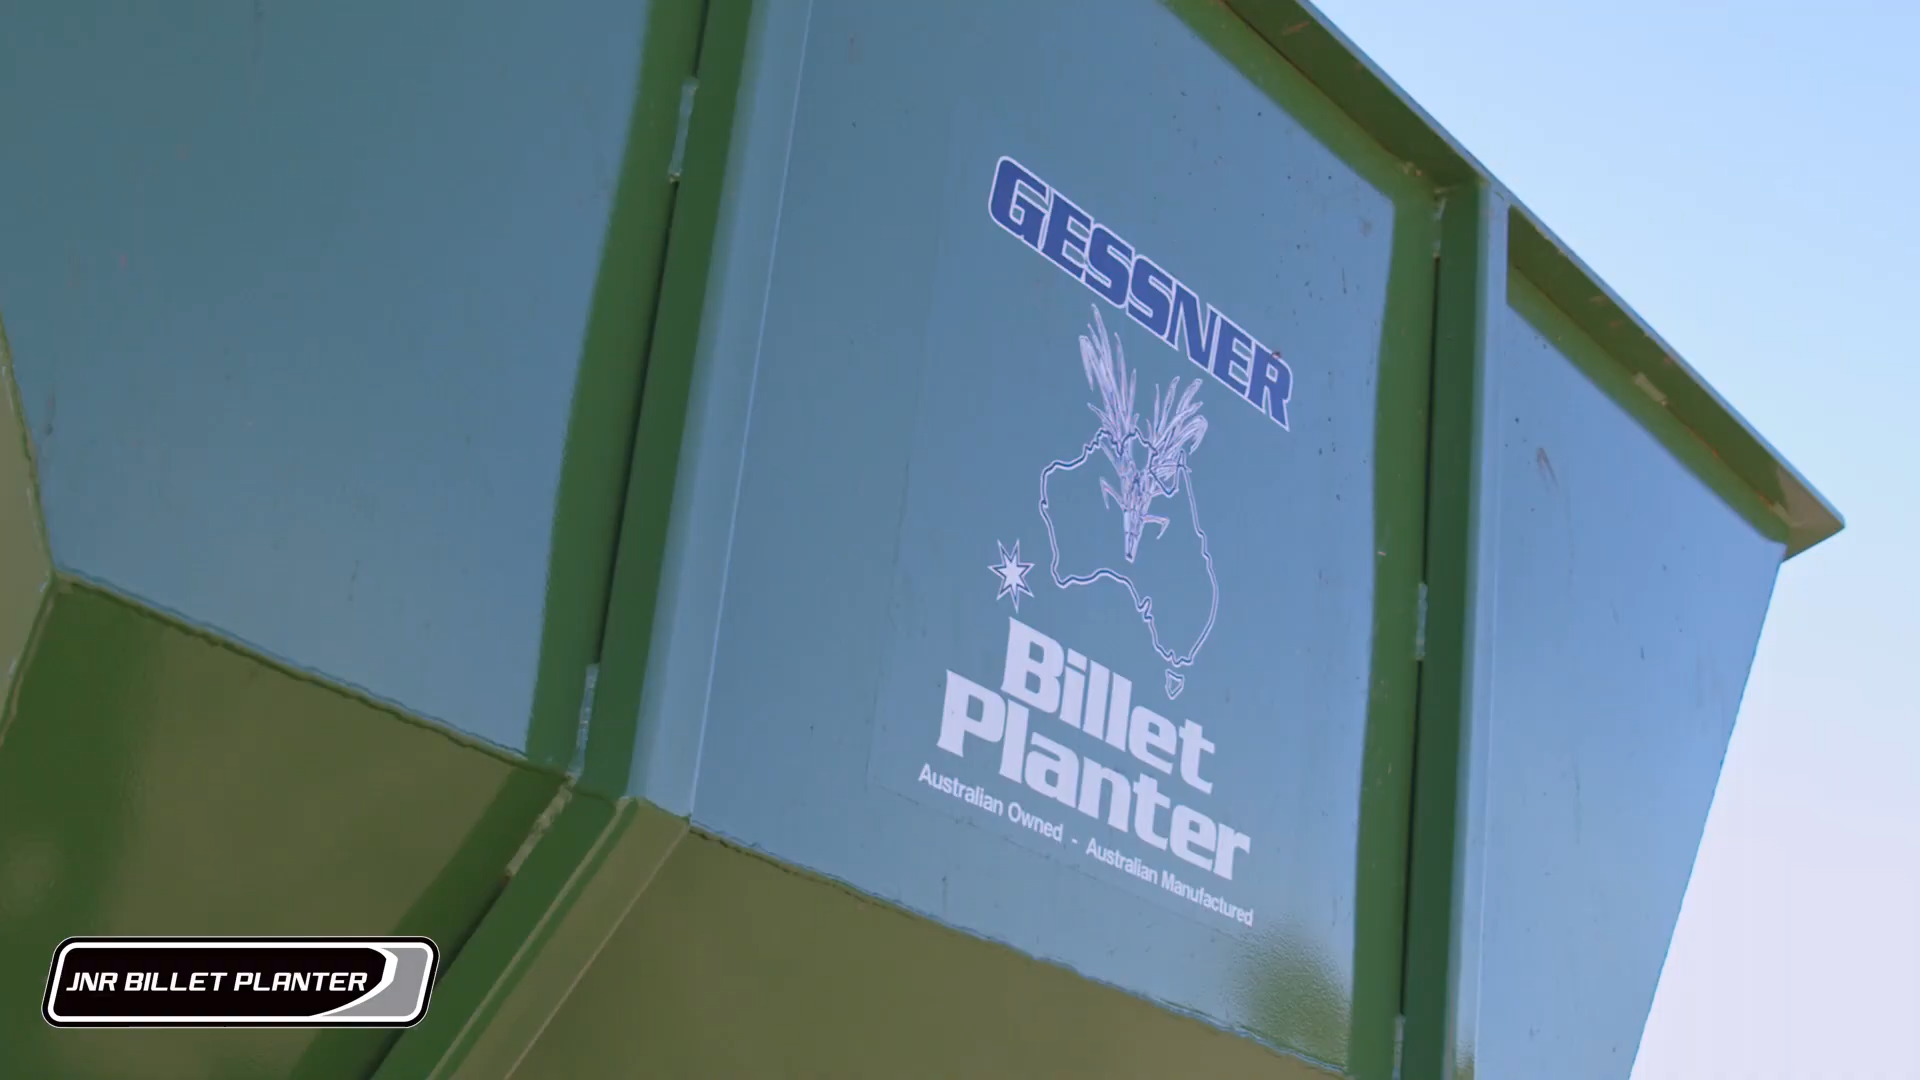 GESSNER
Billet
Planter
Australian Owned - Australian Manufactured
JNR BILLET PLANTER